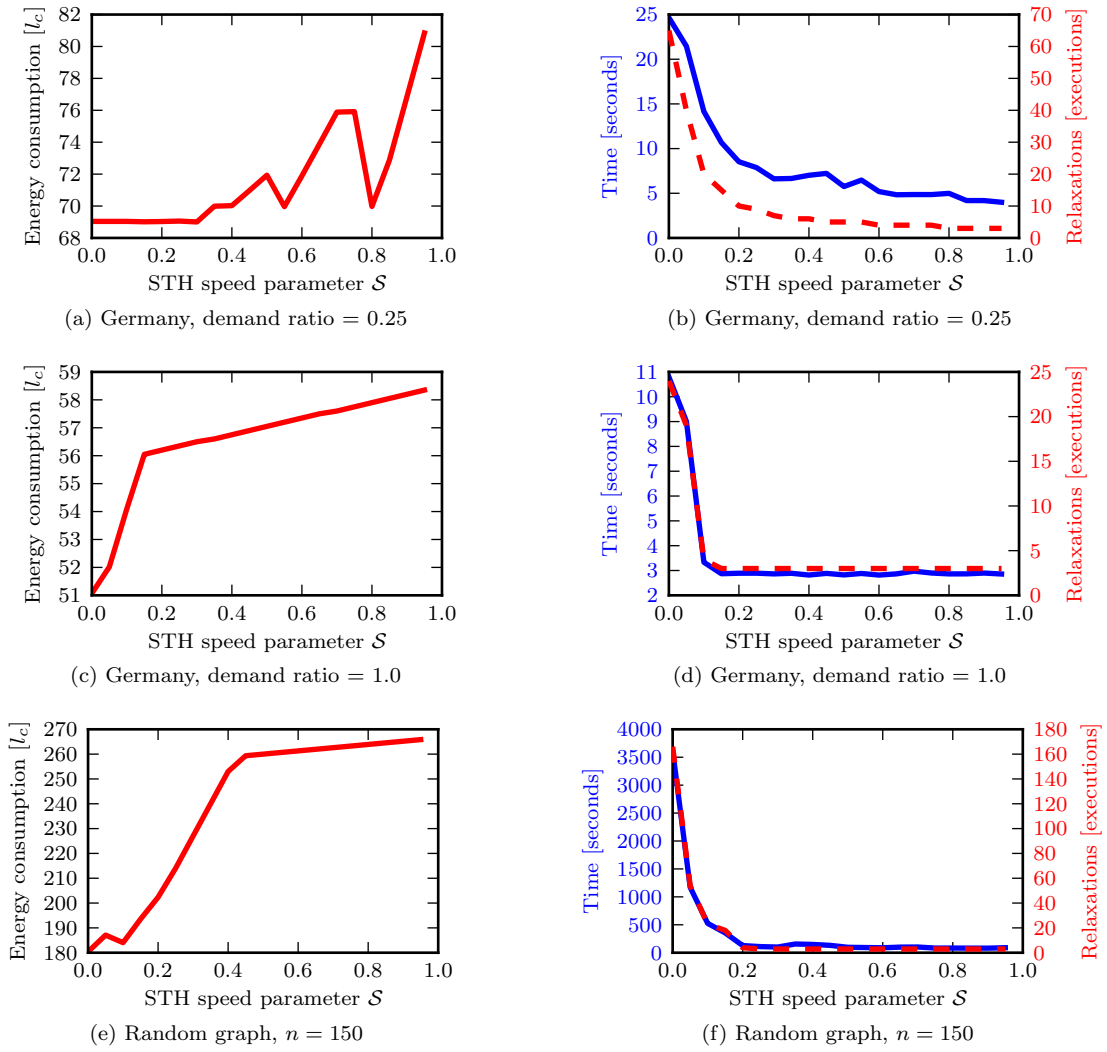 Energy consumption [l_c]
82
80
78
76
74
72
70
68
0.0 0.2 0.4 0.6 0.8 1.0
STH speed parameter 𝒮
(a) Germany, demand ratio = 0.25
Time [seconds]
25
20
15
10
5
0
0.0 0.2 0.4 0.6 0.8 1.0
STH speed parameter 𝒮
70
60
50
40
30
20
10
0
Relaxations [executions]
(b) Germany, demand ratio = 0.25
Energy consumption [l_c]
59
58
57
56
55
54
53
52
51
0.0 0.2 0.4 0.6 0.8 1.0
STH speed parameter 𝒮
(c) Germany, demand ratio = 1.0
Time [seconds]
11
10
9
8
7
6
5
4
3
2
0.0 0.2 0.4 0.6 0.8 1.0
STH speed parameter 𝒮
25
20
15
10
5
0
Relaxations [executions]
(d) Germany, demand ratio = 1.0
Energy consumption [l_c]
270
260
250
240
230
220
210
200
190
180
0.0 0.2 0.4 0.6 0.8 1.0
STH speed parameter 𝒮
(e) Random graph, n = 150
Time [seconds]
4000
3500
3000
2500
2000
1500
1000
500
0
0.0 0.2 0.4 0.6 0.8 1.0
STH speed parameter 𝒮
180
160
140
120
100
80
60
40
20
0
Relaxations [executions]
(f) Random graph, n = 150